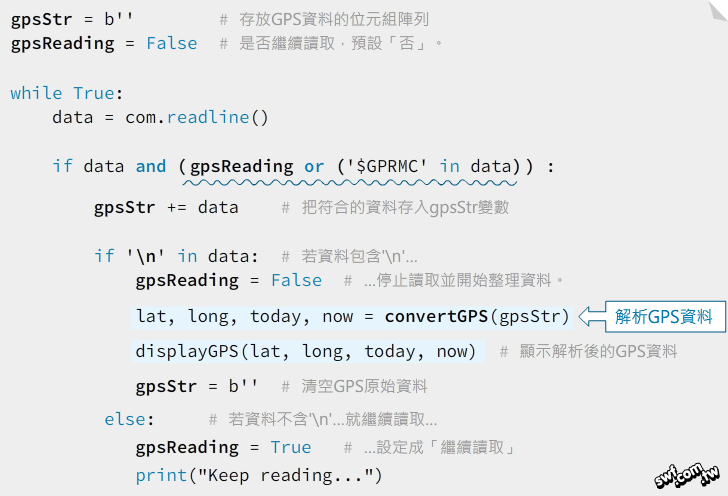 gpsStr = b'' # 存放GPS資料的位元組陣列
gpsReading = False # 是否繼續讀取，預設「否」。
while True:
data = com.readline()
if data and (gpsReading or ('$GPRMC' in data)) :
gpsStr += data # 把符合的資料存入gpsStr變數
if '\n' in data: # 若資料包含'\n'...
gpsReading = False # ...停止讀取並開始整理資料。
lat, long, today, now = convertGPS(gpsStr) 解析GPS資料
displayGPS(lat, long, today, now) # 顯示解析後的GPS資料
gpsStr = b'' # 清空GPS原始資料
else: # 若資料不含'\n'...就繼續讀取...
gpsReading = True # ...設定成「繼續讀取」
print("Keep reading...")
swf.com.tw